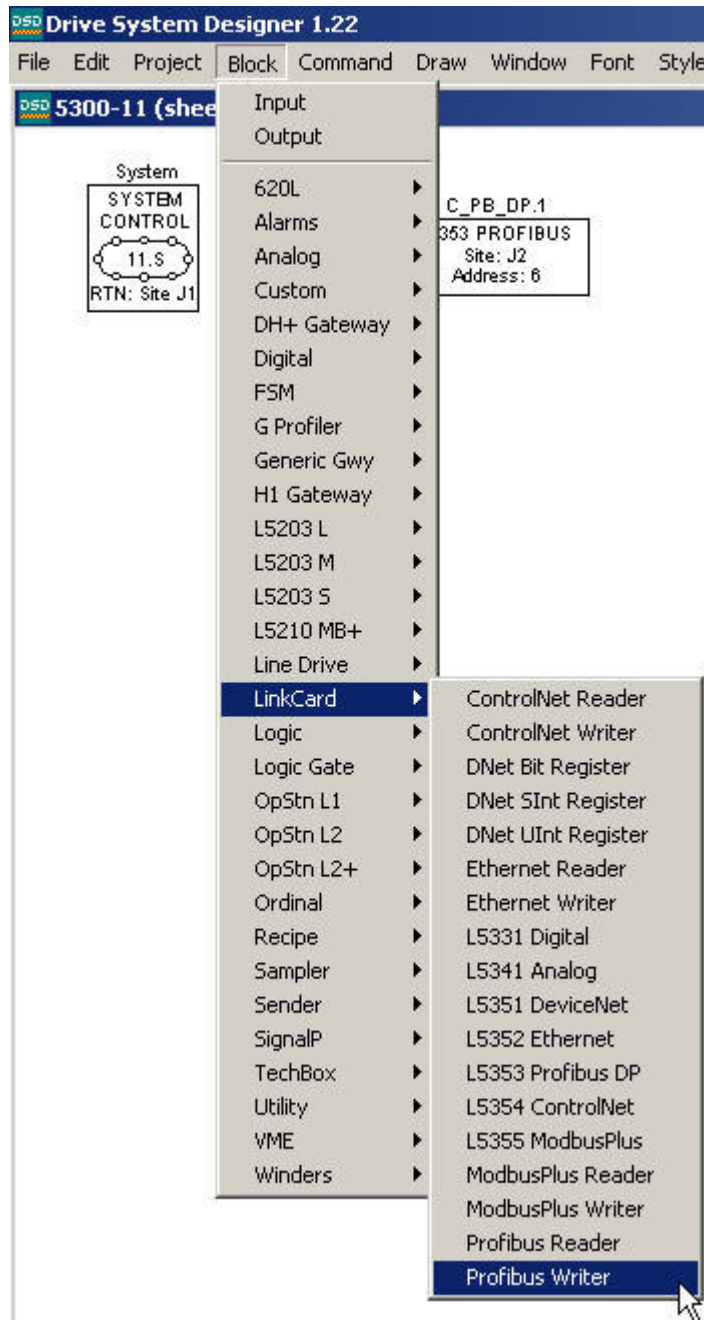 DSD Drive System Designer 1.22
File Edit Project Block Command Draw Window Font Style
DSD 5300-11 (shee
System
SYSTEM
CONTROL
11.S
RTN: Site J1
C_PB_DP.1
353 PROFIBUS
Site: J2
Address: 6
Input
Output
620L
Alarms
Analog
Custom
DH+ Gateway
Digital
FSM
G Profiler
Generic Gwy
H1 Gateway
L5203 L
L5203 M
L5203 S
L5210 MB+
Line Drive
LinkCard
Logic
Logic Gate
OpStn L1
OpStn L2
OpStn L2+
Ordinal
Recipe
Sampler
Sender
SignalP
TechBox
Utility
VME
Winders
ControlNet Reader
ControlNet Writer
DNet Bit Register
DNet SInt Register
DNet UInt Register
Ethernet Reader
Ethernet Writer
L5331 Digital
L5341 Analog
L5351 DeviceNet
L5352 Ethernet
L5353 Profibus DP
L5354 ControlNet
L5355 ModbusPlus
ModbusPlus Reader
ModbusPlus Writer
Profibus Reader
Profibus Writer